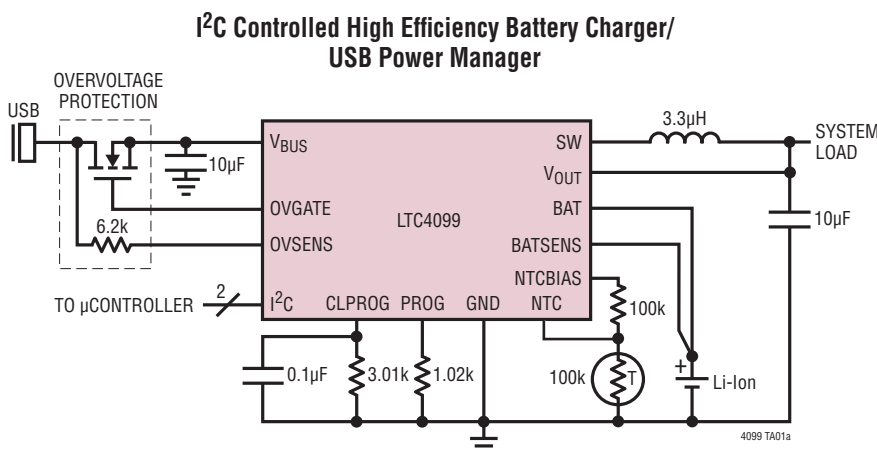 I²C Controlled High Efficiency Battery Charger/
USB Power Manager
OVERVOLTAGE
PROTECTION
USB
10µF
6.2k
TO µCONTROLLER
2
VBUS
OVGATE
OVSENS
I²C
CLPROG
PROG
GND
NTC
LTC4099
SW
VOUT
BAT
BATSENS
NTCBIAS
3.3µH
SYSTEM
LOAD
10µF
100k
0.1µF
3.01k
1.02k
100k
T
+
Li-Ion
4099 TA01a